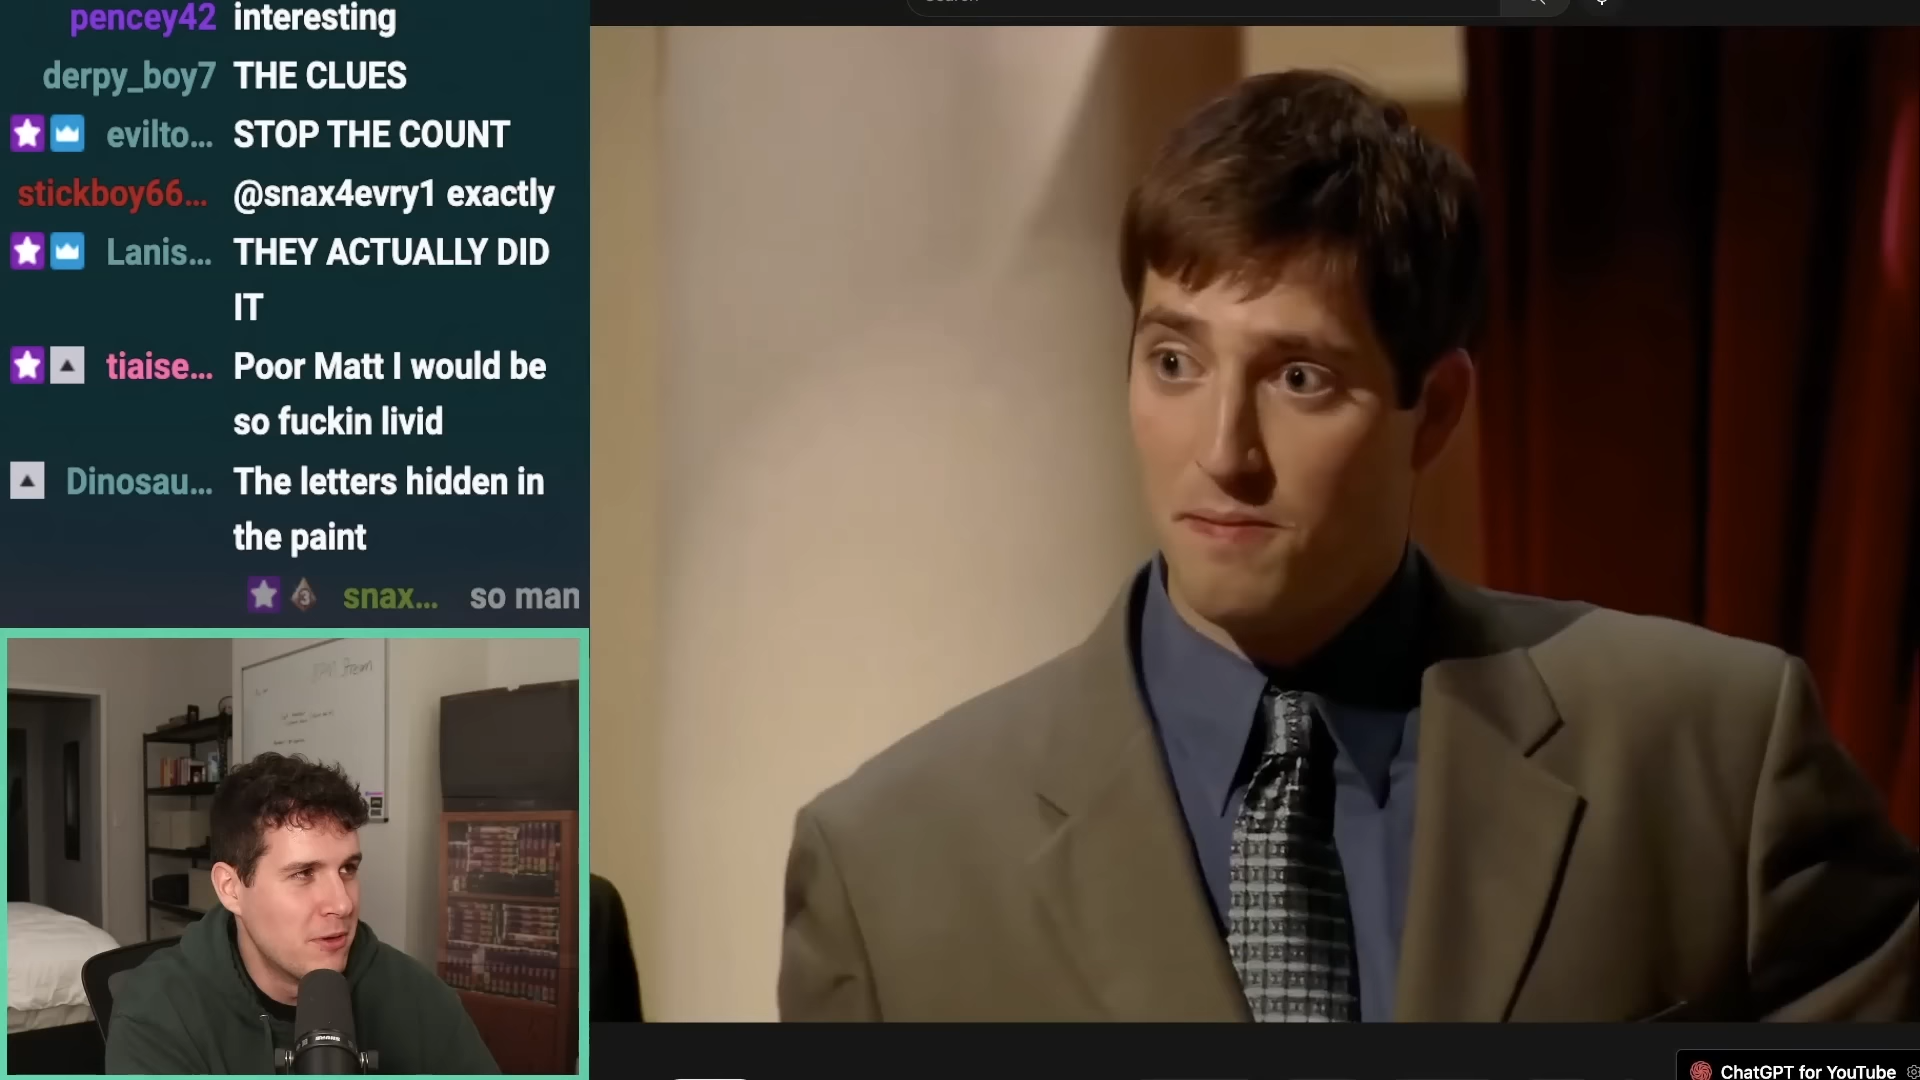 pencey42 interesting
derpy_boy7 THE CLUES
evilto... STOP THE COUNT
stickboy66... @snax4evry1 exactly
Lanis... THEY ACTUALLY DID
IT
tiaise... Poor Matt I would be
so fuckin livid
Dinosau... The letters hidden in
the paint
3 snax... so man
ChatGPT for YouTube